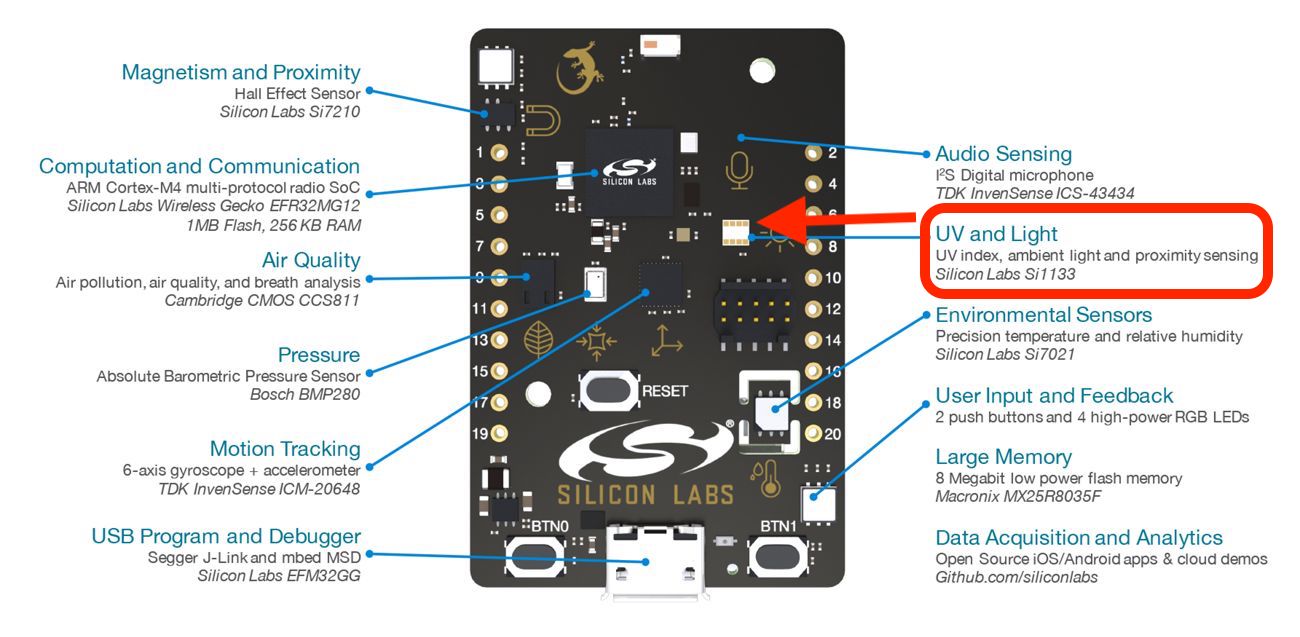 Magnetism and Proximity
Hall Effect Sensor
Silicon Labs Si7210
Computation and Communication
ARM Cortex-M4 multi-protocol radio SoC
Silicon Labs Wireless Gecko EFR32MG12
1MB Flash, 256 KB RAM
Air Quality
Air pollution, air quality, and breath analysis
Cambridge CMOS CCS811
Pressure
Absolute Barometric Pressure Sensor
Bosch BMP280
Motion Tracking
6-axis gyroscope + accelerometer
TDK InvenSense ICM-20648
USB Program and Debugger
Segger J-Link and mbed MSD
Silicon Labs EFM32GG
1
3
5
7
9
11
13
15
17
19
SILICON LABS
RESET
®
SILICON LABS
BTN0
BTN1
2
4
6
8
10
12
14
16
18
20
Audio Sensing
I²S Digital microphone
TDK InvenSense ICS-43434
UV and Light
UV index, ambient light and proximity sensing
Silicon Labs Si1133
Environmental Sensors
Precision temperature and relative humidity
Silicon Labs Si7021
User Input and Feedback
2 push buttons and 4 high-power RGB LEDs
Large Memory
8 Megabit low power flash memory
Macronix MX25R8035F
Data Acquisition and Analytics
Open Source iOS/Android apps & cloud demos
Github.com/siliconlabs